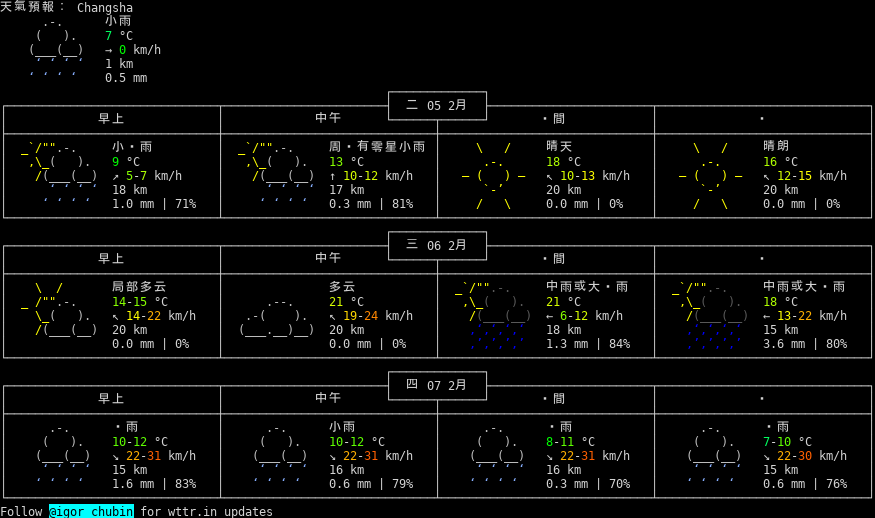 天氣預報： Changsha
小雨
7 °C
→ 0 km/h
1 km
0.5 mm
二 05 2月
早上 中午 ・間 ・
小・雨 周・有零星小雨 晴天 晴朗
9 °C 13 °C 18 °C 16 °C
↗ 5-7 km/h ↑ 10-12 km/h ↖ 10-13 km/h ↖ 12-15 km/h
18 km 17 km 20 km 20 km
1.0 mm | 71% 0.3 mm | 81% 0.0 mm | 0% 0.0 mm | 0%
三 06 2月
早上 中午 ・間 ・
局部多云 多云 中雨或大・雨 中雨或大・雨
14-15 °C 21 °C 21 °C 18 °C
↖ 14-22 km/h ↖ 19-24 km/h ← 6-12 km/h ← 13-22 km/h
20 km 20 km 18 km 15 km
0.0 mm | 0% 0.0 mm | 0% 1.3 mm | 84% 3.6 mm | 80%
四 07 2月
早上 中午 ・間 ・
・雨 小雨 ・雨 ・雨
10-12 °C 10-12 °C 8-11 °C 7-10 °C
↘ 22-31 km/h ↘ 22-31 km/h ↘ 22-31 km/h ↘ 22-30 km/h
15 km 16 km 16 km 15 km
1.6 mm | 83% 0.6 mm | 79% 0.3 mm | 70% 0.6 mm | 76%
Follow @igor_chubin for wttr.in updates